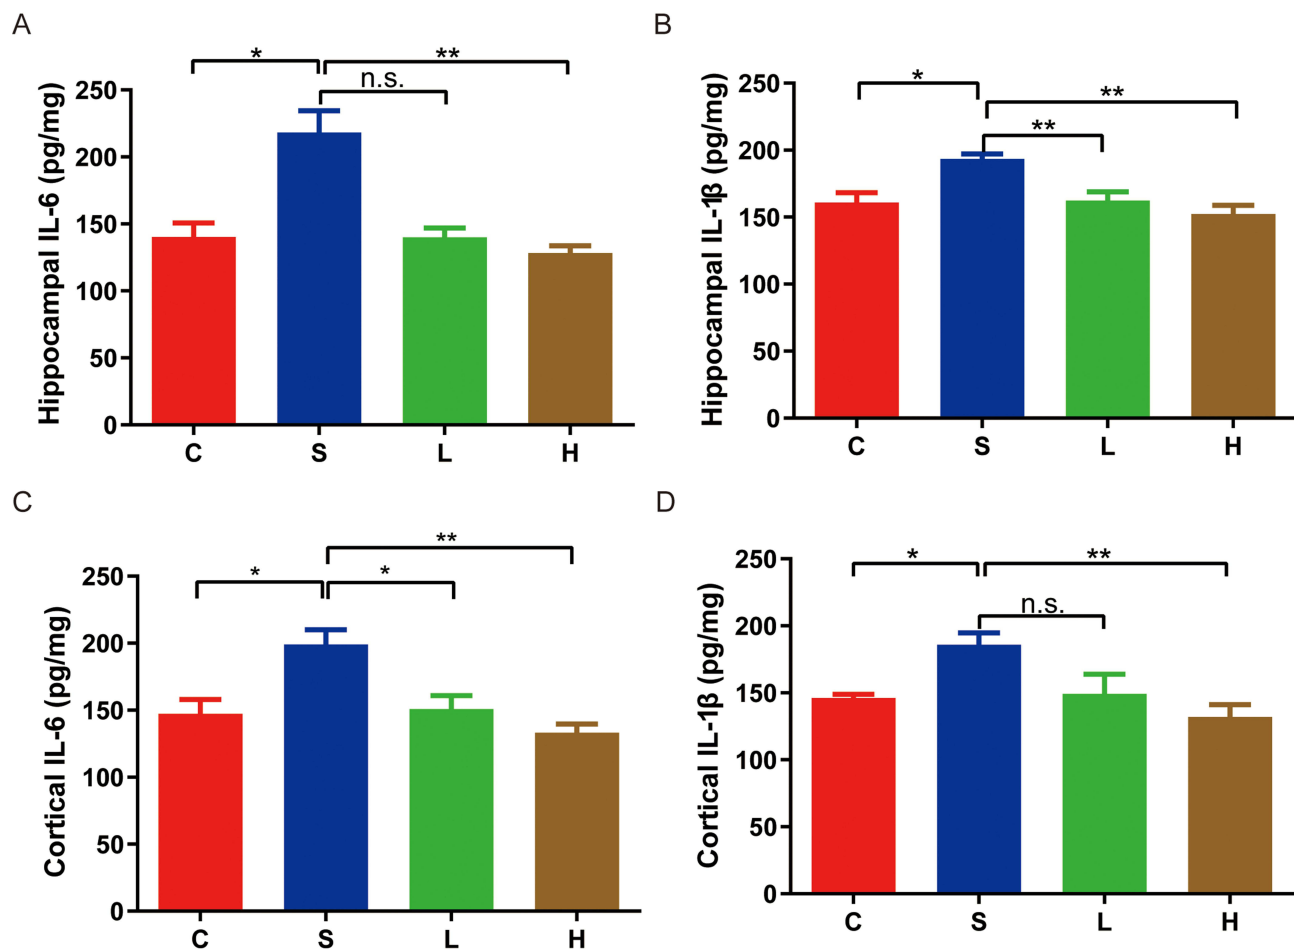 A
Hippocampal IL-6 (pg/mg)
250
200
150
100
50
0
*
**
n.s.
C S L H
B
Hippocampal IL-1β (pg/mg)
250
200
150
100
50
0
*
**
**
C S L H
C
Cortical IL-6 (pg/mg)
250
200
150
100
50
0
**
*
*
C S L H
D
Cortical IL-1β (pg/mg)
250
200
150
100
50
0
*
**
n.s.
C S L H